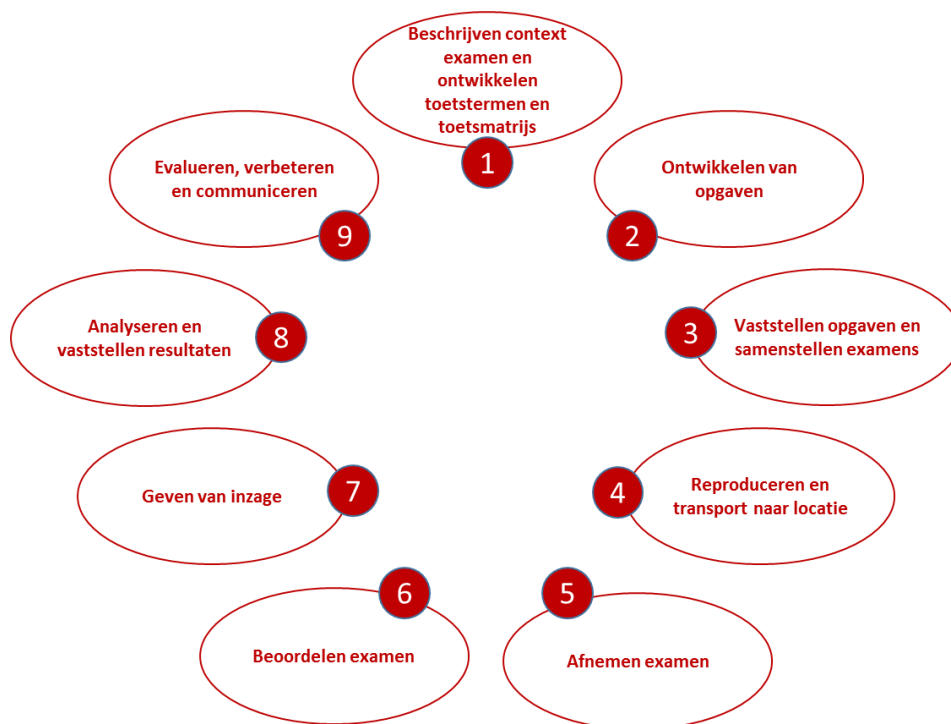 Beschrijven context
examen en
ontwikkelen
toetstermen en
toetsmatrijs
1
Ontwikkelen van
opgaven
2
Vaststellen opgaven en
samenstellen examens
3
Reproduceren en
transport naar locatie
4
Afnemen examen
5
Beoordelen examen
6
Geven van inzage
7
Analyseren en
vaststellen resultaten
8
Evalueren, verbeteren
en communiceren
9